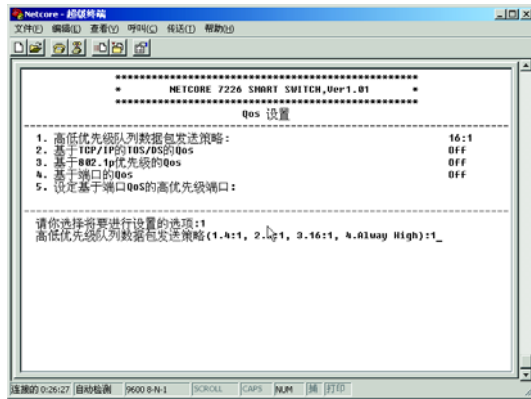 Netcore - 超级终端
文件(F) 编辑(E) 查看(V) 呼叫(C) 传送(T) 帮助(H)
****************************************************
* NETCORE 7226 SMART SWITCH,Ver1.01 *
****************************************************
Qos 设置
1. 高低优先级队列数据包发送策略: 16:1
2. 基于TCP/IP的TOS/DS的Qos Off
3. 基于802.1p优先级的Qos Off
4. 基于端口的Qos Off
5. 设定基于端口QoS的高优先级端口:
请你选择将要进行设置的选项:1
高低优先级队列数据包发送策略(1.4:1, 2. :1, 3.16:1, 4.Alway High):1_
连接的 0:26:27 自动检测 9600 8-N-1 SCROLL CAPS NUM 捕 打印